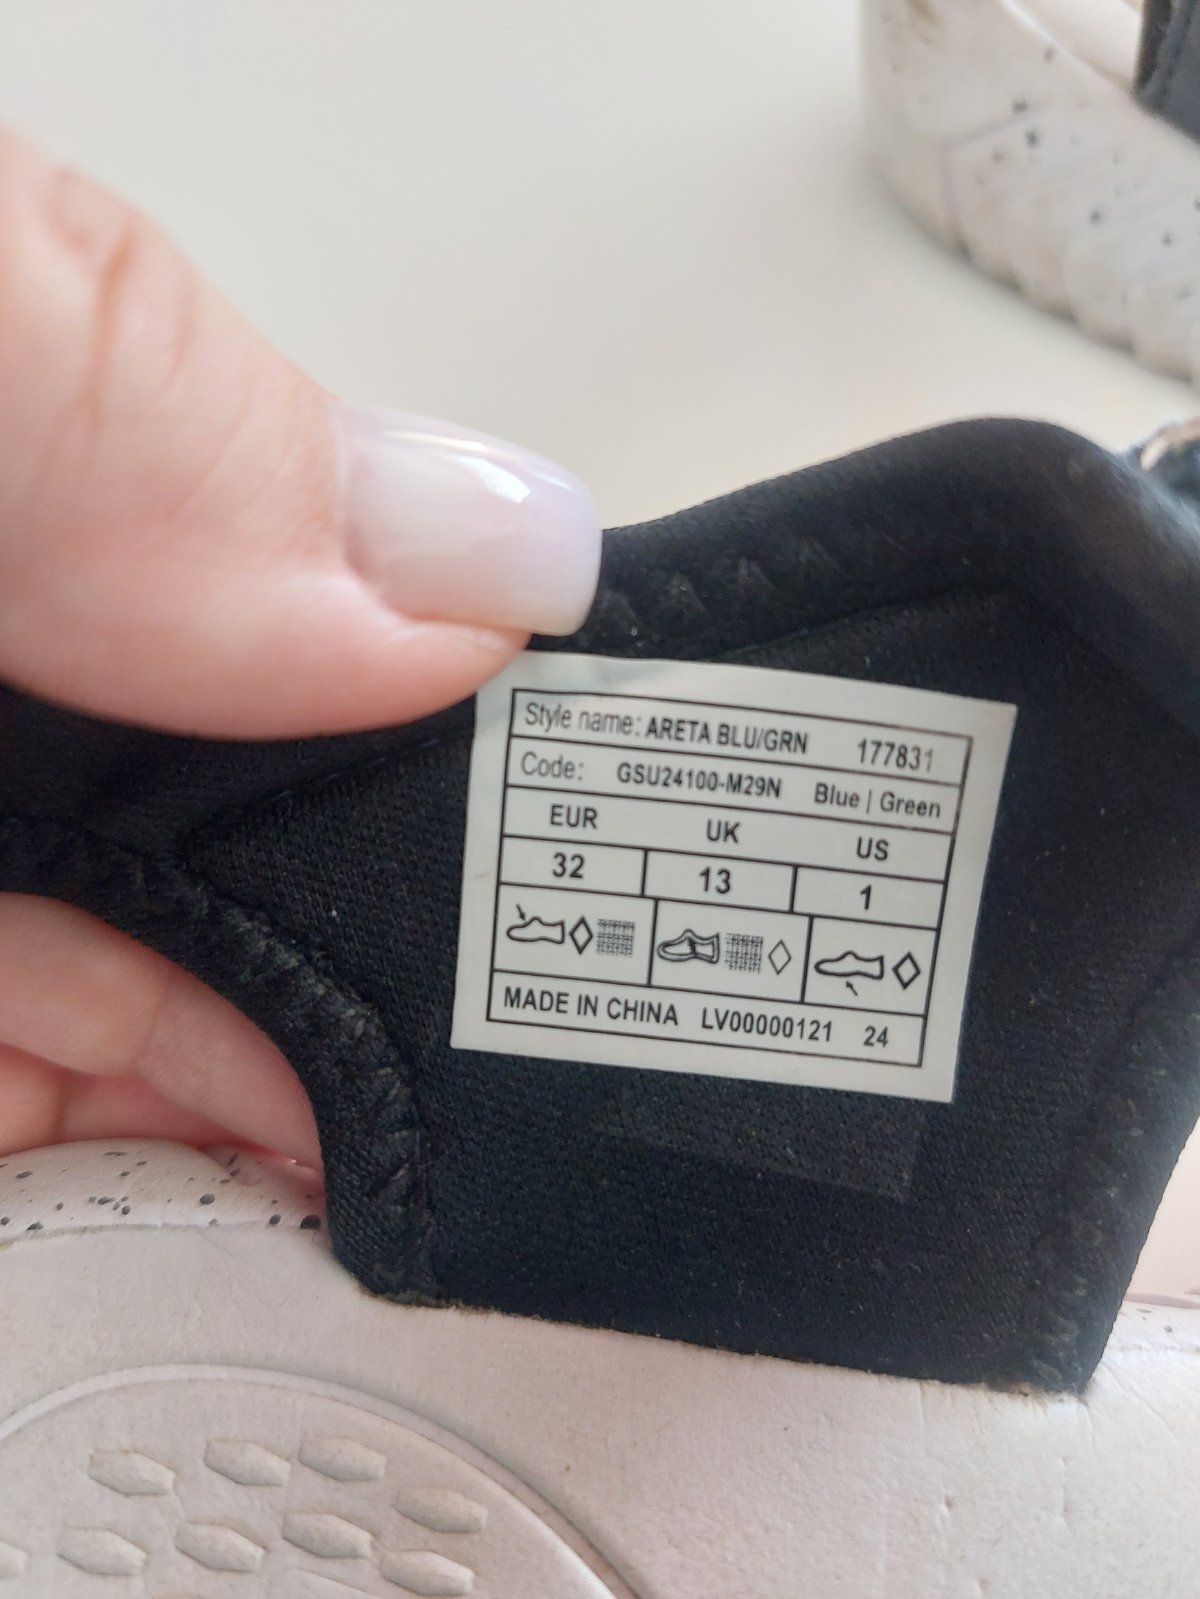 Style name: ARETA BLU/GRN 177831
Code: GSU24100-M29N Blue | Green
EUR UK US
32 13 1
MADE IN CHINA LV00000121 24